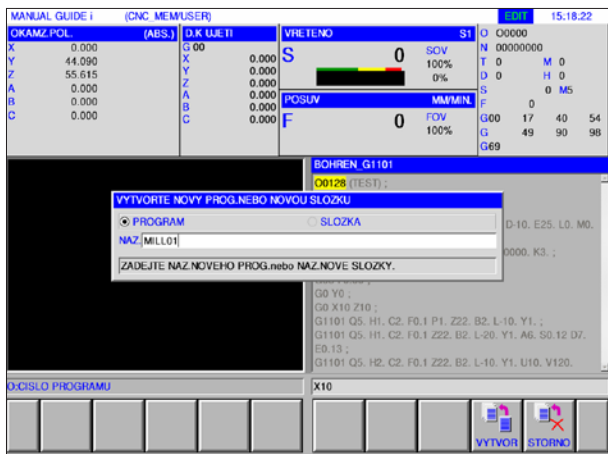 MANUAL GUIDE i (CNC_MEM/USER) EDIT 15:18:22
OKAMZ.POL. (ABS.) D.K UJETI VRETENO S1 O O0000
X 0.000 G 00 N 00000000
Y 44.090 X 0.000 S 0 SOV T 0 M 0
Z 55.615 Y 0.000 100% D 0 H 0
A 0.000 Z 0.000 0% S 0 M5
B 0.000 A 0.000 POSUV MM/MIN. F 0
C 0.000 B 0.000 F 0 FOV G00 17 40 54
C 0.000 100% G 49 90 98
G69
BOHREN_G1101
O0128 (TEST) ;
VYTVORTE NOVY PROG.NEBO NOVOU SLOZKU
PROGRAM SLOZKA
D-10. E25. L0. M0.
NAZ. MILL01
0000. K3. ;
ZADEJTE NAZ.NOVEHO PROG.nebo NAZ.NOVE SLOZKY.
G0 Y0 ;
G0 X10 Z10 ;
G1101 Q5. H1. C2. F0.1 P1. Z22. B2. L-10. Y1. ;
G1101 Q5. H1. C2. F0.1 Z22. B2. L-20. Y1. A6. S0.12 D7.
E0.13 ;
G1101 Q5. H2. C2. F0.1 Z22. B2. L-10. Y1. U10. V120.
O:CISLO PROGRAMU X10
VYTVOR STORNO